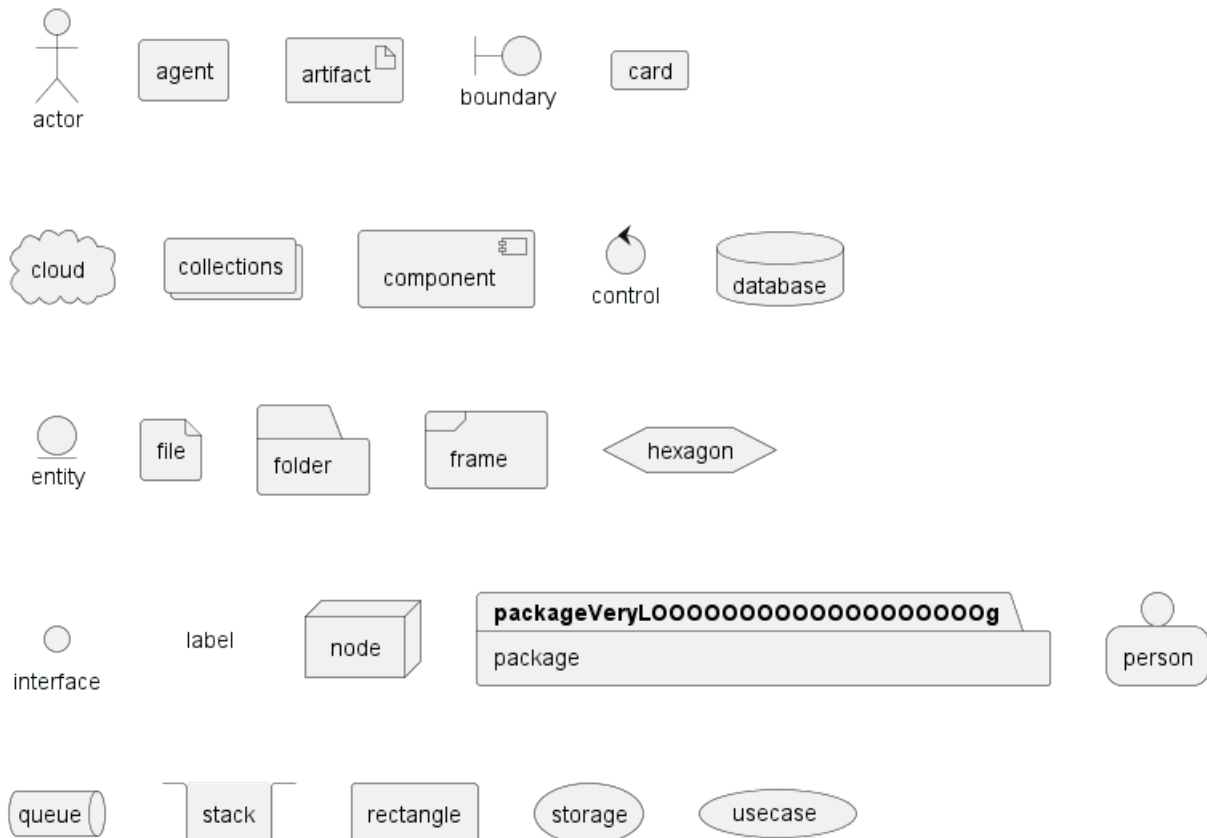 actor
agent
artifact
boundary
card
cloud
collections
component
control
database
entity
file
folder
frame
hexagon
interface
label
node
packageVeryLOOOOOOOOOOOOOOOOOOOg
package
person
queue
stack
rectangle
storage
usecase